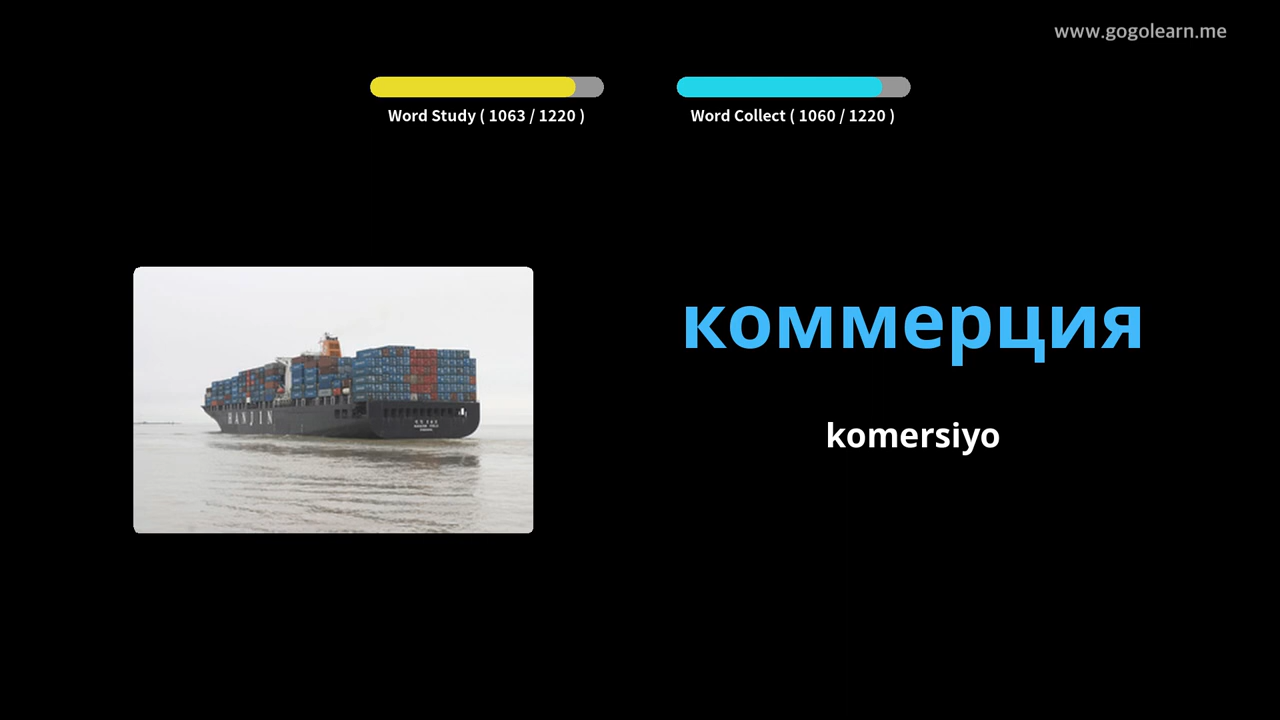 www.gogolearn.me
Word Study ( 1063 / 1220 )
Word Collect ( 1060 / 1220 )
коммерция
komersiyo
HANJIN